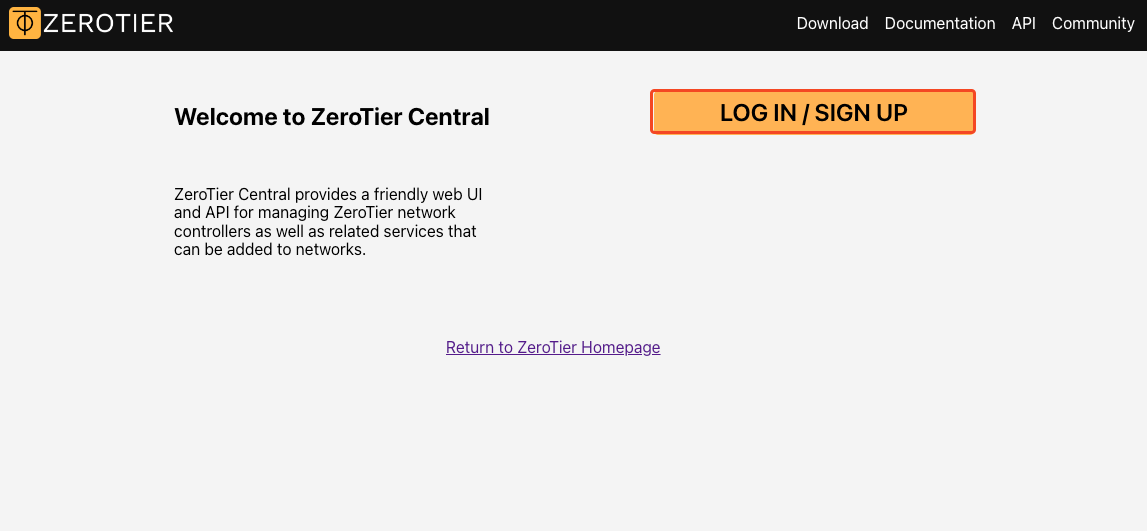 ZEROTIER
Download Documentation API Community
Welcome to ZeroTier Central
LOG IN / SIGN UP
ZeroTier Central provides a friendly web UI
and API for managing ZeroTier network
controllers as well as related services that
can be added to networks.
Return to ZeroTier Homepage